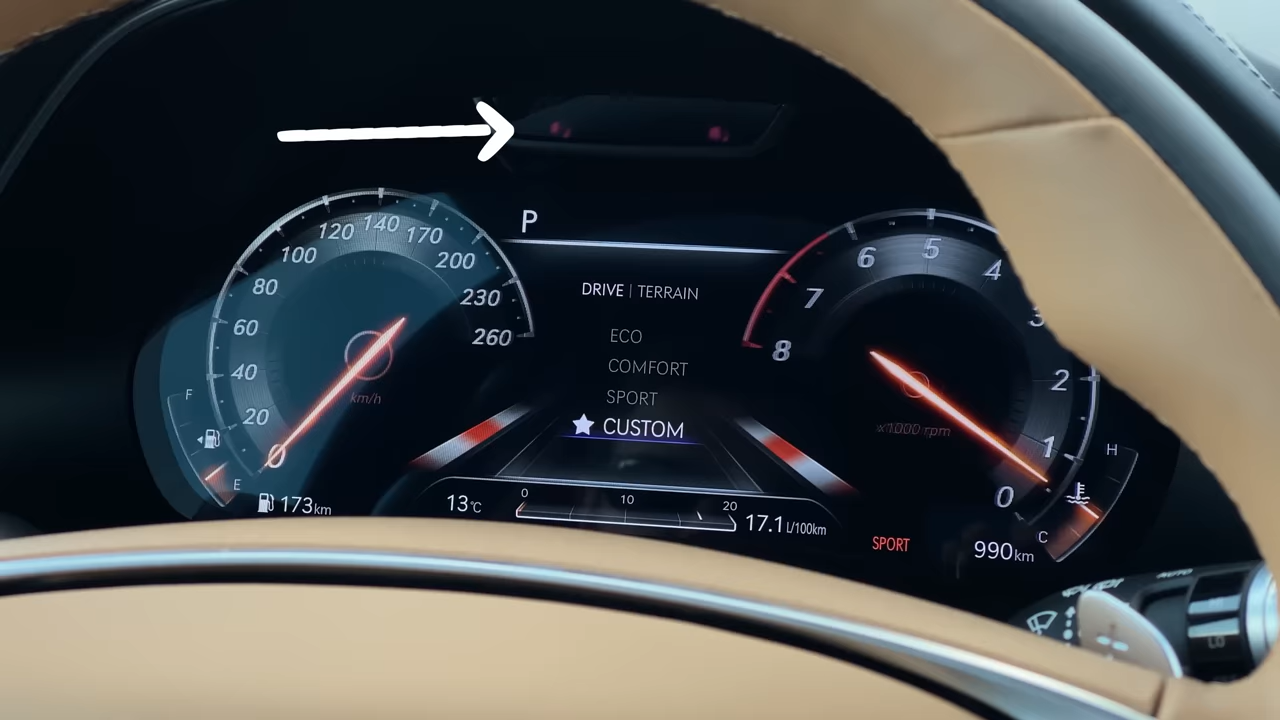 P
DRIVE | TERRAIN
ECO
COMFORT
SPORT
CUSTOM
0
20
40
60
80
100
120
140
170
200
230
260
km/h
F
E
173km
13°C
0 10 20
17.1 L/100km
8
7
6
5
4
3
2
1
0
x1000 rpm
H
C
SPORT
990km
AUTO